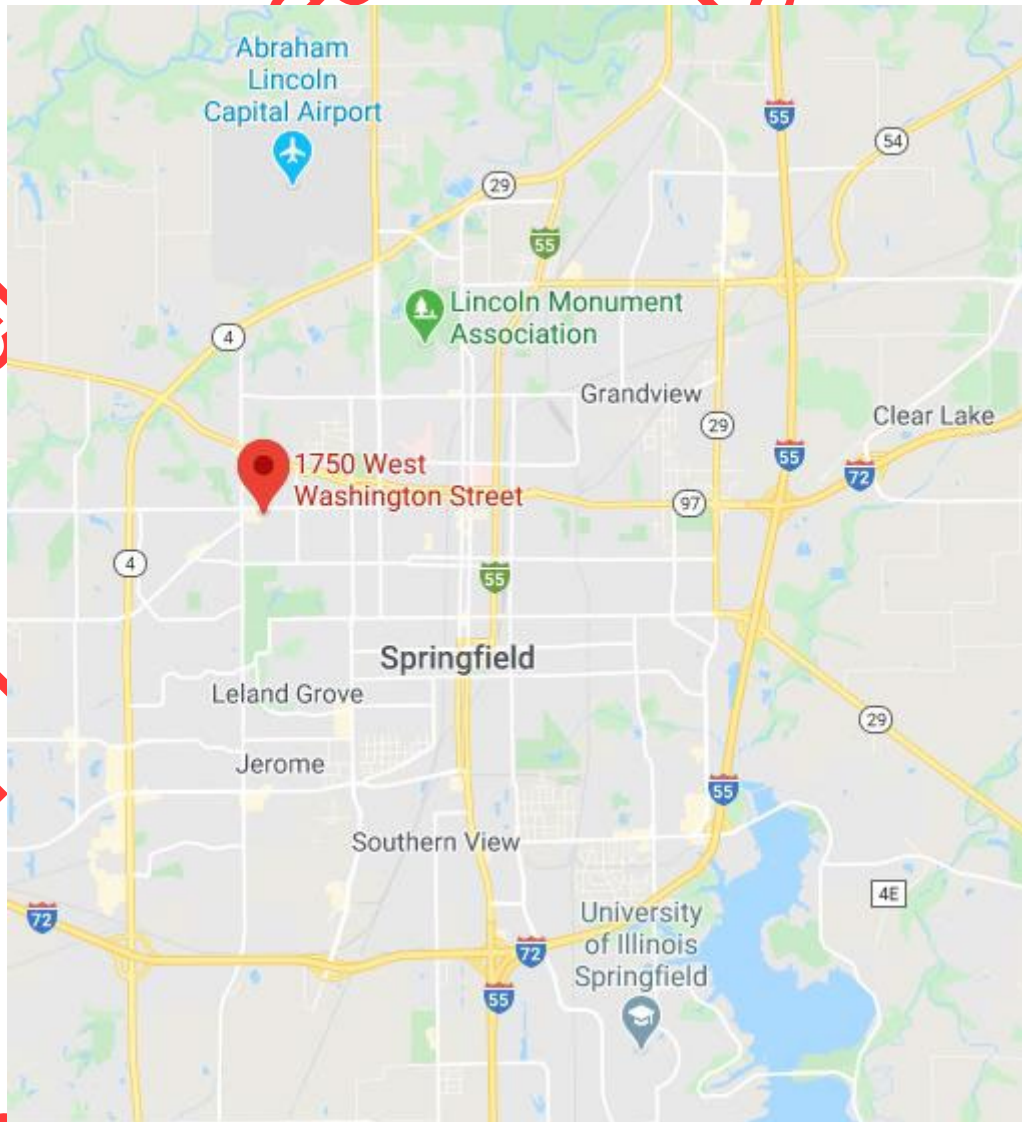 Abraham
Lincoln
Capital Airport
55
54
29
55
Lincoln Monument
Association
4
Grandview
29
Clear Lake
55
1750 West
Washington Street
72
97
4
55
Springfield
Leland Grove
29
Jerome
55
Southern View
4E
72
University
of Illinois
Springfield
72
55